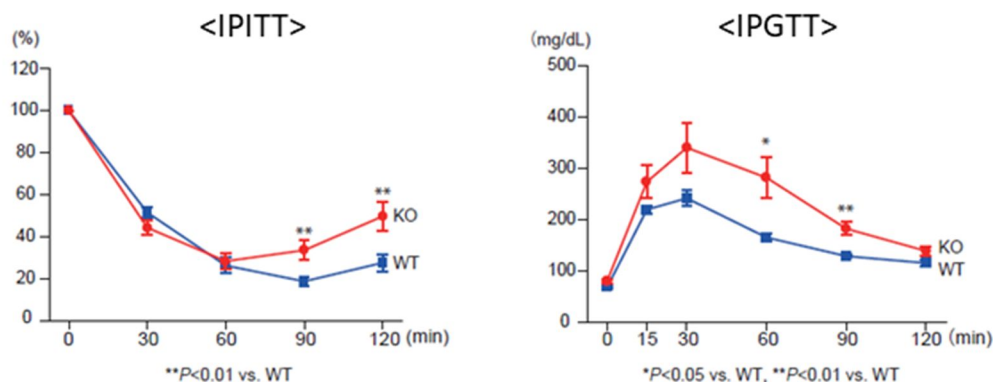 <IPITT>
(%)
120
100
80
60
40
20
0
**
**
KO
WT
0 30 60 90 120 (min)
**P<0.01 vs. WT
<IPGTT>
(mg/dL)
500
400
300
200
100
0
*
**
KO
WT
0 15 30 60 90 120 (min)
*P<0.05 vs. WT, **P<0.01 vs. WT